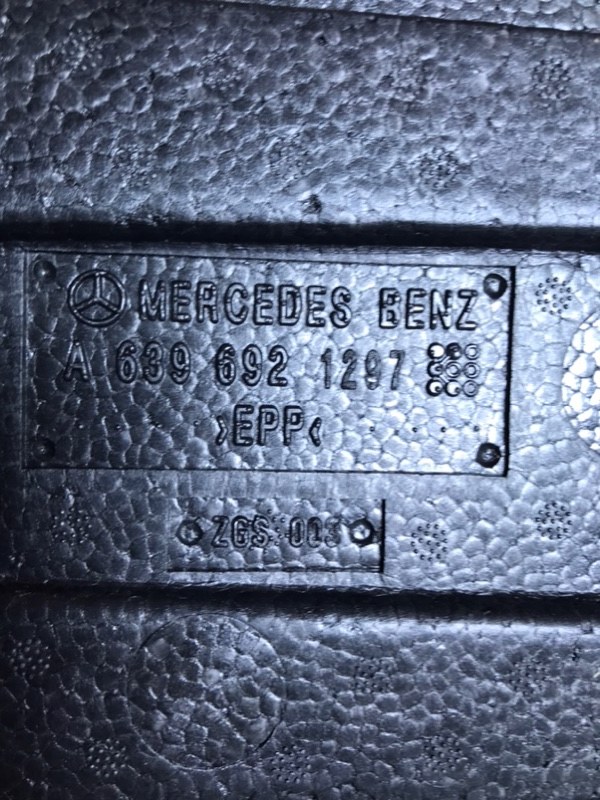 MERCEDES BENZ
A 639 692 1297
>EPP<
ZGS 003